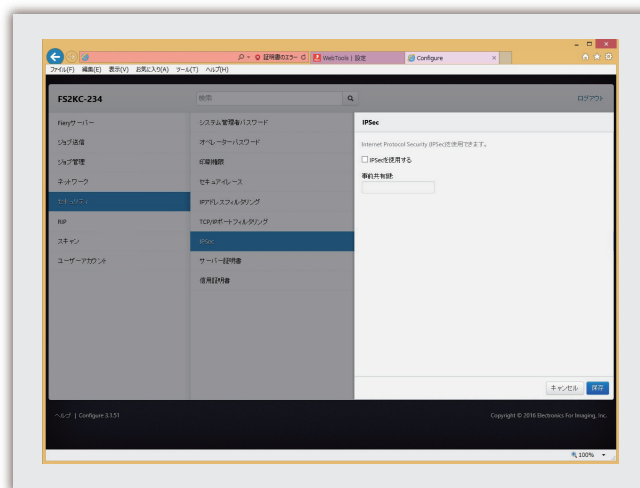 証明書のエラー
WebTools | 設定
Configure
ファイル(F) 編集(E) 表示(V) お気に入り(A) ツール(T) ヘルプ(H)
FS2KC-234
検索
ログアウト
Fieryサーバー
ジョブ送信
ジョブ管理
ネットワーク
セキュリティ
RIP
スキャン
ユーザーアカウント
システム管理者パスワード
オペレーターパスワード
印刷権限
セキュアイレース
IPアドレスフィルタリング
TCP/IPポートフィルタリング
IPSec
サーバー証明書
信用証明書
IPSec
Internet Protocol Security (IPSec)を使用できます。
IPSecを使用する
事前共有鍵:
キャンセル
保存
ヘルプ | Configure 3.1.51
Copyright © 2016 Electronics For Imaging, Inc.
100%